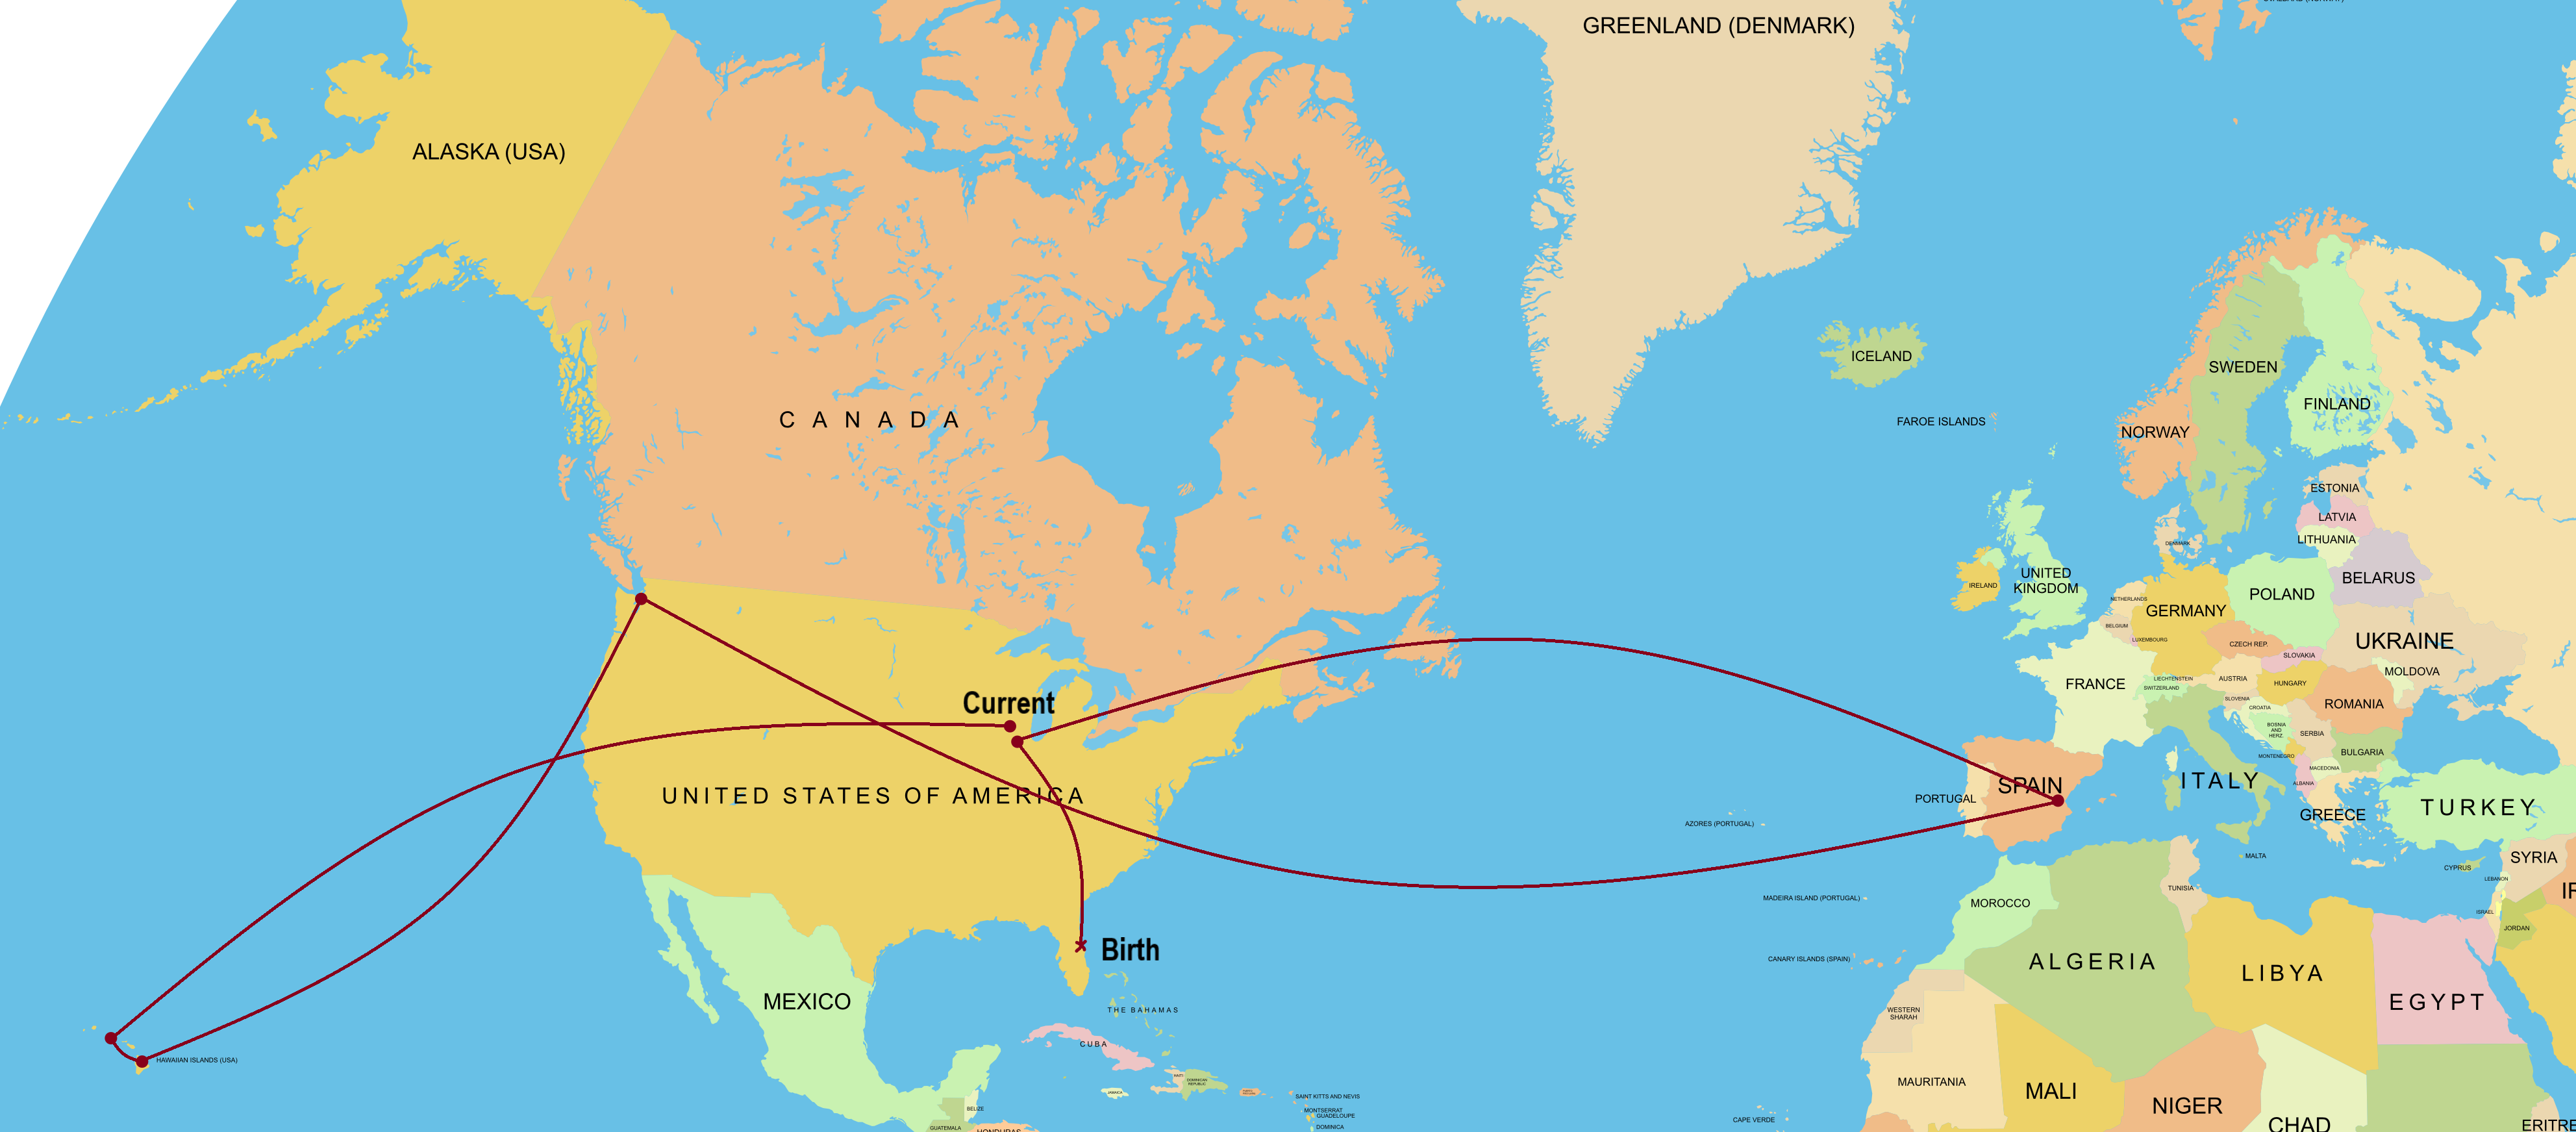 GREENLAND (DENMARK)
ALASKA (USA)
CANADA
ICELAND
FAROE ISLANDS
SWEDEN
FINLAND
NORWAY
ESTONIA
LATVIA
LITHUANIA
DENMARK
BELARUS
IRELAND
UNITED
KINGDOM
NETHERLANDS
GERMANY
POLAND
BELGIUM
LUXEMBOURG
CZECH REP.
UKRAINE
SLOVAKIA
MOLDOVA
FRANCE
LIECHTENSTEIN
SWITZERLAND
AUSTRIA
HUNGARY
SLOVENIA
CROATIA
ROMANIA
BOSNIA
AND
HERZ.
SERBIA
MONTENEGRO
BULGARIA
MACEDONIA
ALBANIA
Current
UNITED STATES OF AMERICA
SPAIN
PORTUGAL
ITALY
GREECE
TURKEY
AZORES (PORTUGAL)
MALTA
CYPRUS
SYRIA
LEBANON
TUNISIA
MADEIRA ISLAND (PORTUGAL)
MOROCCO
ISRAEL
JORDAN
Birth
CANARY ISLANDS (SPAIN)
ALGERIA
LIBYA
EGYPT
MEXICO
THE BAHAMAS
WESTERN
SHARAH
CUBA
HAWAIIAN ISLANDS (USA)
HAITI
DOMINICAN
REPUBLIC
JAMAICA
MAURITANIA
MALI
NIGER
CHAD
SAINT KITTS AND NEVIS
MONTSERRAT
GUADELOUPE
DOMINICA
BELIZE
GUATEMALA
HONDURAS
CAPE VERDE